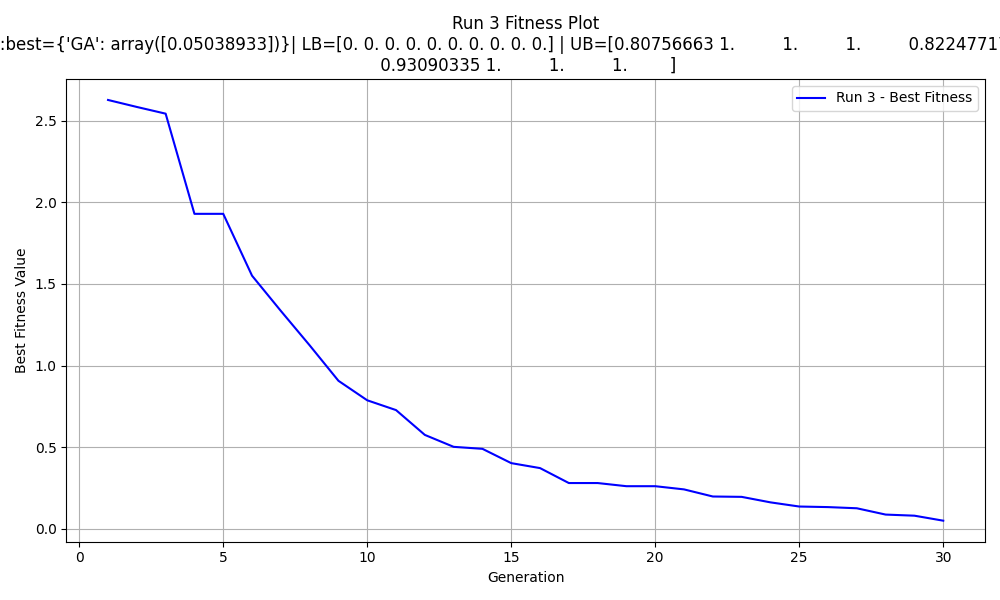 Run 3 Fitness Plot
:best={'GA': array([0.05038933])}| LB=[0. 0. 0. 0. 0. 0. 0. 0. 0. 0.] | UB=[0.80756663 1. 1. 1. 0.8224771
0.93090335 1. 1. 1. ]
Run 3 - Best Fitness
Best Fitness Value
2.5
2.0
1.5
1.0
0.5
0.0
0 5 10 15 20 25 30
Generation